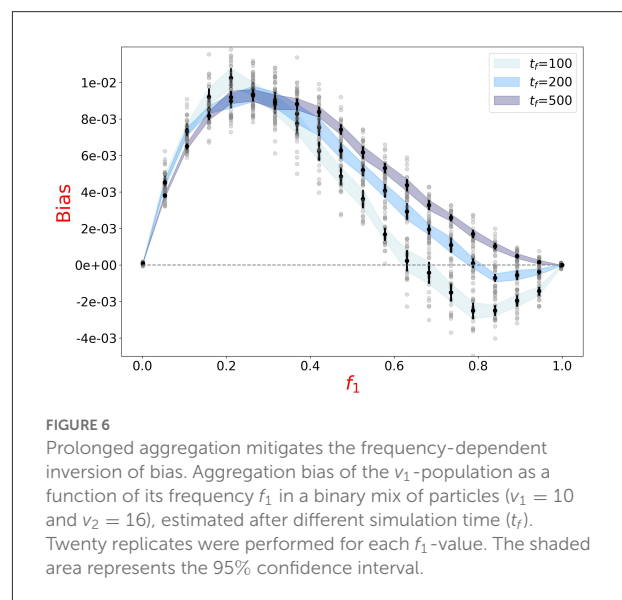 1e-02
8e-03
6e-03
4e-03
2e-03
0e+00
-2e-03
-4e-03
Bias
t_f=100
t_f=200
t_f=500
0.0 0.2 0.4 0.6 0.8 1.0
f₁
FIGURE 6
Prolonged aggregation mitigates the frequency-dependent
inversion of bias. Aggregation bias of the v₁-population as a
function of its frequency f₁ in a binary mix of particles (v₁ = 10
and v₂ = 16), estimated after different simulation time (t_f).
Twenty replicates were performed for each f₁-value. The shaded
area represents the 95% confidence interval.